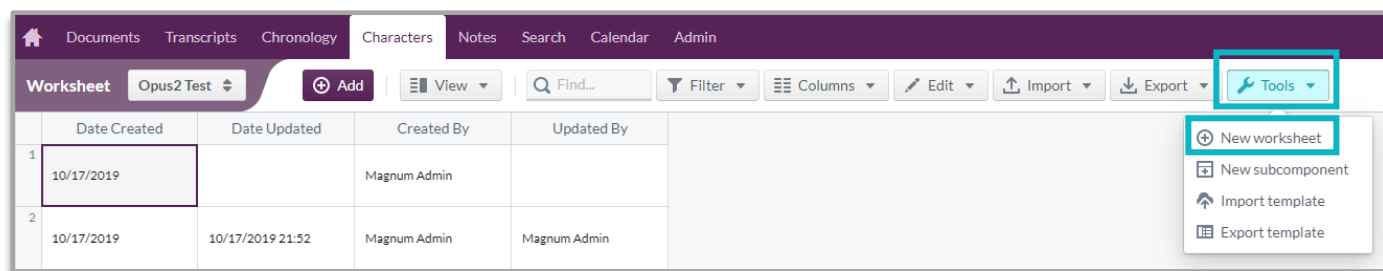 Documents Transcripts Chronology Characters Notes Search Calendar Admin
Worksheet Opus2 Test Add View Find... Filter Columns Edit Import Export Tools
Date Created Date Updated Created By Updated By
1
10/17/2019 Magnum Admin
2
10/17/2019 10/17/2019 21:52 Magnum Admin Magnum Admin
New worksheet
New subcomponent
Import template
Export template